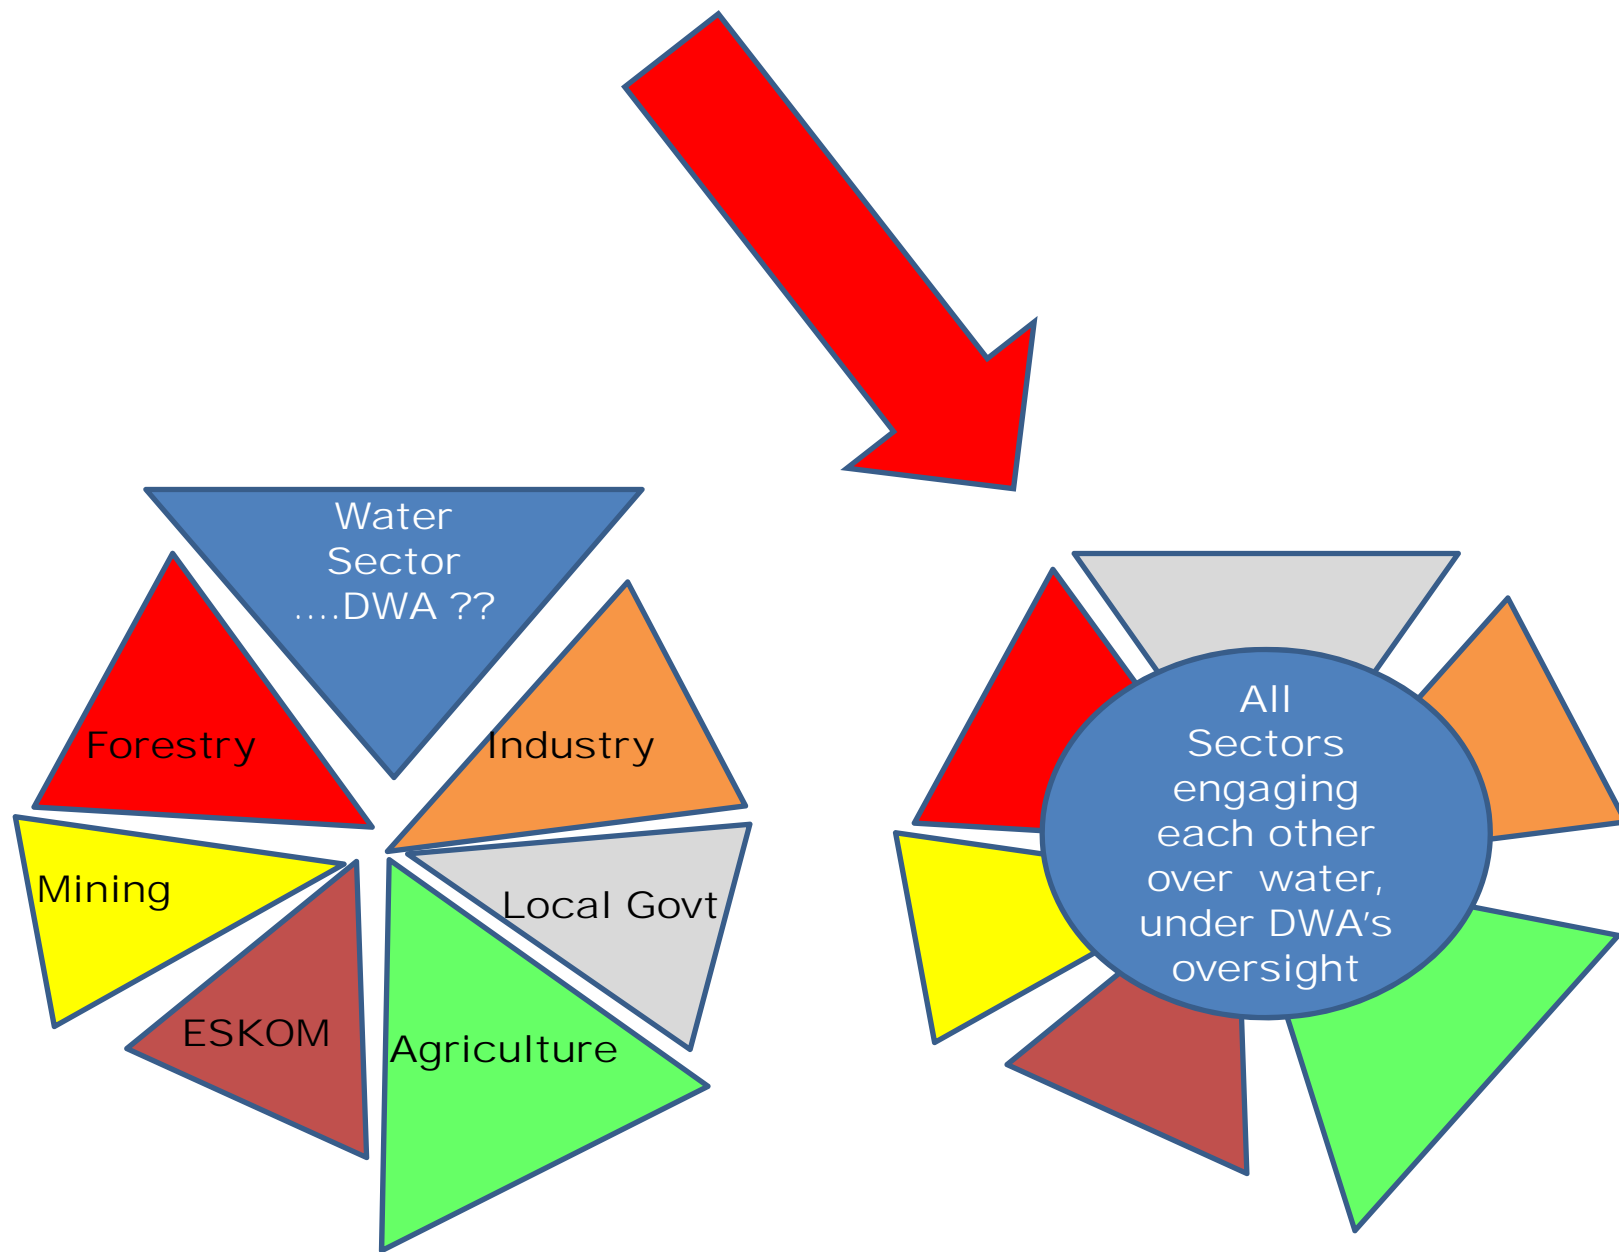 Water
Sector
....DWA ??
Forestry
Industry
Mining
Local Govt
ESKOM
Agriculture
All
Sectors
engaging
each other
over  water,
under DWA’s
oversight